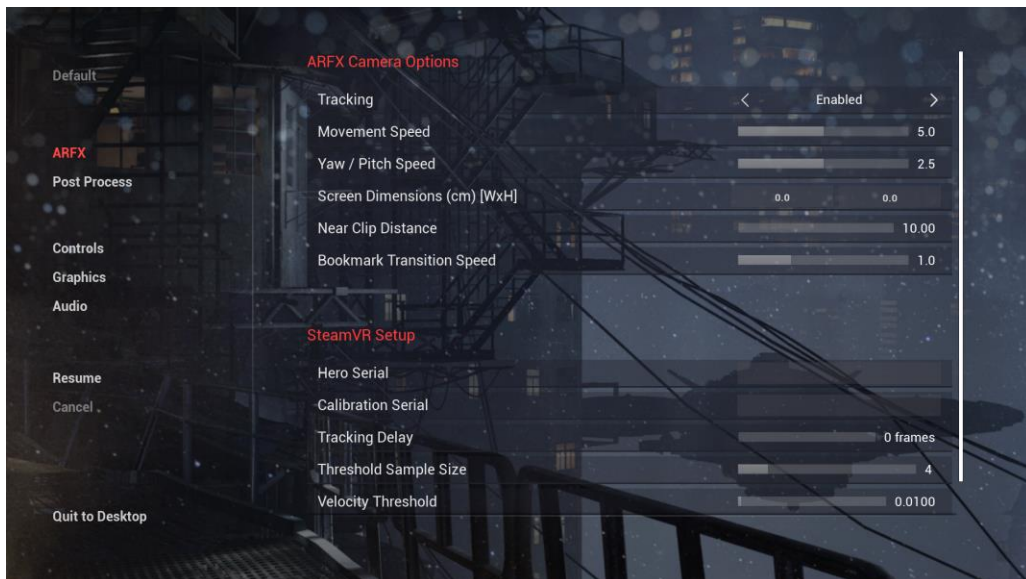 Default
ARFX
Post Process
Controls
Graphics
Audio
Resume
Cancel
Quit to Desktop
ARFX Camera Options
Tracking < Enabled >
Movement Speed 5.0
Yaw / Pitch Speed 2.5
Screen Dimensions (cm) [WxH] 0.0 0.0
Near Clip Distance 10.00
Bookmark Transition Speed 1.0
SteamVR Setup
Hero Serial
Calibration Serial
Tracking Delay 0 frames
Threshold Sample Size 4
Velocity Threshold 0.0100